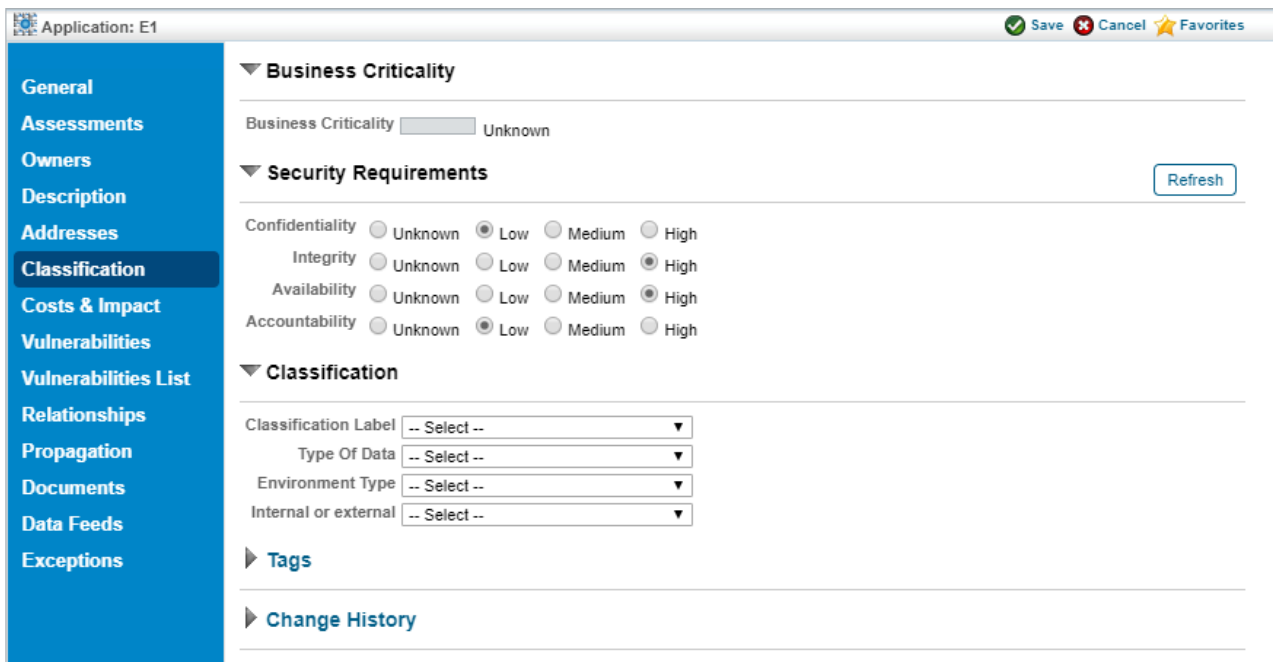 Application: E1
Save Cancel Favorites
General
Assessments
Owners
Description
Addresses
Classification
Costs & Impact
Vulnerabilities
Vulnerabilities List
Relationships
Propagation
Documents
Data Feeds
Exceptions
Business Criticality
Business Criticality Unknown
Security Requirements
Refresh
Confidentiality Unknown Low Medium High
Integrity Unknown Low Medium High
Availability Unknown Low Medium High
Accountability Unknown Low Medium High
Classification
Classification Label -- Select --
Type Of Data -- Select --
Environment Type -- Select --
Internal or external -- Select --
Tags
Change History